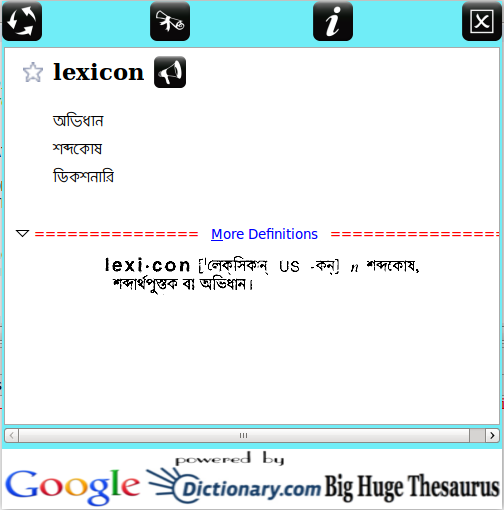 lexicon
অভিধান
শব্দকোষ
ডিকশনারি
================ More Definitions ================
lexi·con [ˈলেক্‌সিকন্ US -কন্] n শব্দকোষ,
শব্দার্থপুস্তক বা অভিধান।
powered by
Google Dictionary.com Big Huge Thesaurus